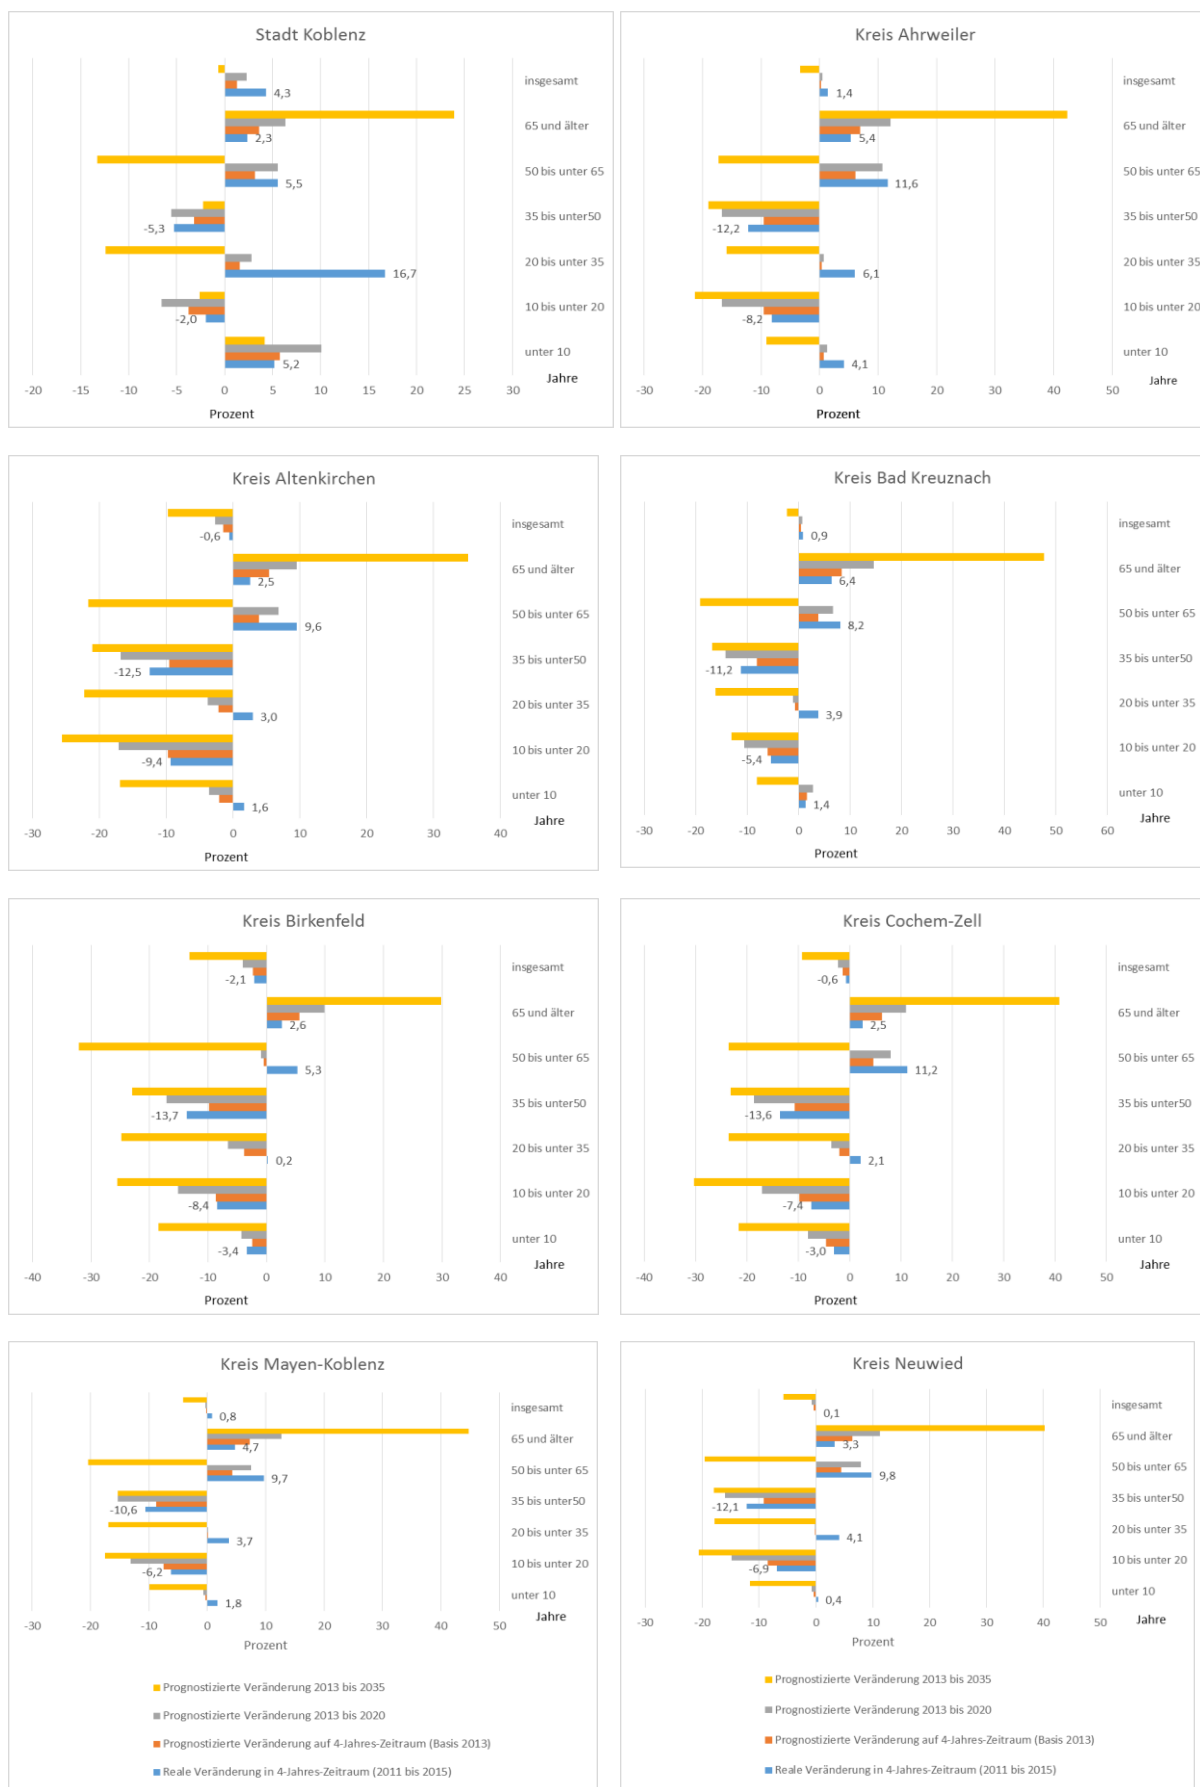 Stadt Koblenz
insgesamt
4,3
65 und älter
2,3
50 bis unter 65
5,5
35 bis unter50
-5,3
20 bis unter 35
16,7
10 bis unter 20
-2,0
unter 10
5,2
Jahre
-20 -15 -10 -5 0 5 10 15 20 25 30
Prozent
Kreis Ahrweiler
insgesamt
1,4
65 und älter
5,4
50 bis unter 65
11,6
35 bis unter50
-12,2
20 bis unter 35
6,1
10 bis unter 20
-8,2
unter 10
4,1
Jahre
-30 -20 -10 0 10 20 30 40 50
Prozent
Kreis Altenkirchen
insgesamt
-0,6
65 und älter
2,5
50 bis unter 65
9,6
35 bis unter50
-12,5
20 bis unter 35
3,0
10 bis unter 20
-9,4
unter 10
1,6
Jahre
-30 -20 -10 0 10 20 30 40
Prozent
Kreis Bad Kreuznach
insgesamt
0,9
65 und älter
6,4
50 bis unter 65
8,2
35 bis unter50
-11,2
20 bis unter 35
3,9
10 bis unter 20
-5,4
unter 10
1,4
Jahre
-30 -20 -10 0 10 20 30 40 50 60
Prozent
Kreis Birkenfeld
insgesamt
-2,1
65 und älter
2,6
50 bis unter 65
5,3
35 bis unter50
-13,7
20 bis unter 35
0,2
10 bis unter 20
-8,4
unter 10
-3,4
Jahre
-40 -30 -20 -10 0 10 20 30 40
Prozent
Kreis Cochem-Zell
insgesamt
-0,6
65 und älter
2,5
50 bis unter 65
11,2
35 bis unter50
-13,6
20 bis unter 35
2,1
10 bis unter 20
-7,4
unter 10
-3,0
Jahre
-40 -30 -20 -10 0 10 20 30 40 50
Prozent
Kreis Mayen-Koblenz
insgesamt
0,8
65 und älter
4,7
50 bis unter 65
9,7
35 bis unter50
-10,6
20 bis unter 35
3,7
10 bis unter 20
-6,2
unter 10
1,8
Jahre
-30 -20 -10 0 10 20 30 40 50
Prozent
Prognostizierte Veränderung 2013 bis 2035
Prognostizierte Veränderung 2013 bis 2020
Prognostizierte Veränderung auf 4-Jahres-Zeitraum (Basis 2013)
Reale Veränderung in 4-Jahres-Zeitraum (2011 bis 2015)
Kreis Neuwied
insgesamt
0,1
65 und älter
3,3
50 bis unter 65
9,8
35 bis unter50
-12,1
20 bis unter 35
4,1
10 bis unter 20
-6,9
unter 10
0,4
Jahre
-30 -20 -10 0 10 20 30 40 50
Prozent
Prognostizierte Veränderung 2013 bis 2035
Prognostizierte Veränderung 2013 bis 2020
Prognostizierte Veränderung auf 4-Jahres-Zeitraum (Basis 2013)
Reale Veränderung in 4-Jahres-Zeitraum (2011 bis 2015)